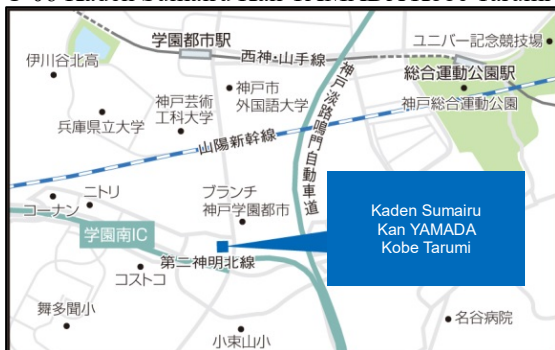 Kaden Sumairu Kan YAMADA Kobe Tarumi
学園都市駅
西神・山手線
ユニバー記念競技場
伊川谷北高
神戸市
外国語大学
総合運動公園駅
神戸総合運動公園
神戸芸術
工科大学
兵庫県立大学
山陽新幹線
神戸淡路鳴門自動車道
コーナン
ニトリ
ブランチ
神戸学園都市
Kaden Sumairu
Kan YAMADA
Kobe Tarumi
学園南IC
第二神明北線
コストコ
舞多聞小
小束山小
名谷病院